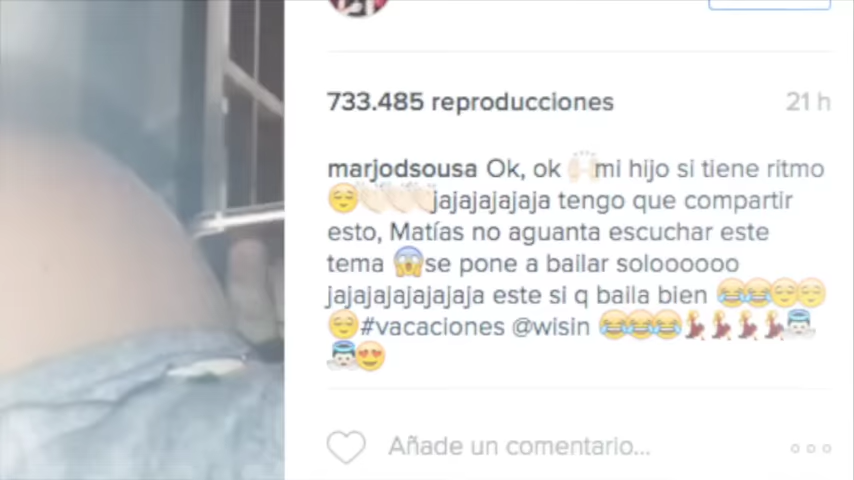 733.485 reproducciones
21 h
marjodsousa Ok, ok 🙌🏻mi hijo si tiene ritmo
😌👏🏻👏🏻👏🏻jajajajajaja tengo que compartir
esto, Matías no aguanta escuchar este
tema 😱se pone a bailar soloooooo
jajajajajajajaja este si q baila bien 😂😂😌😌
😌#vacaciones @wisin 😂😂😂💃💃💃💃👼🏻
👼🏻😍
Añade un comentario...